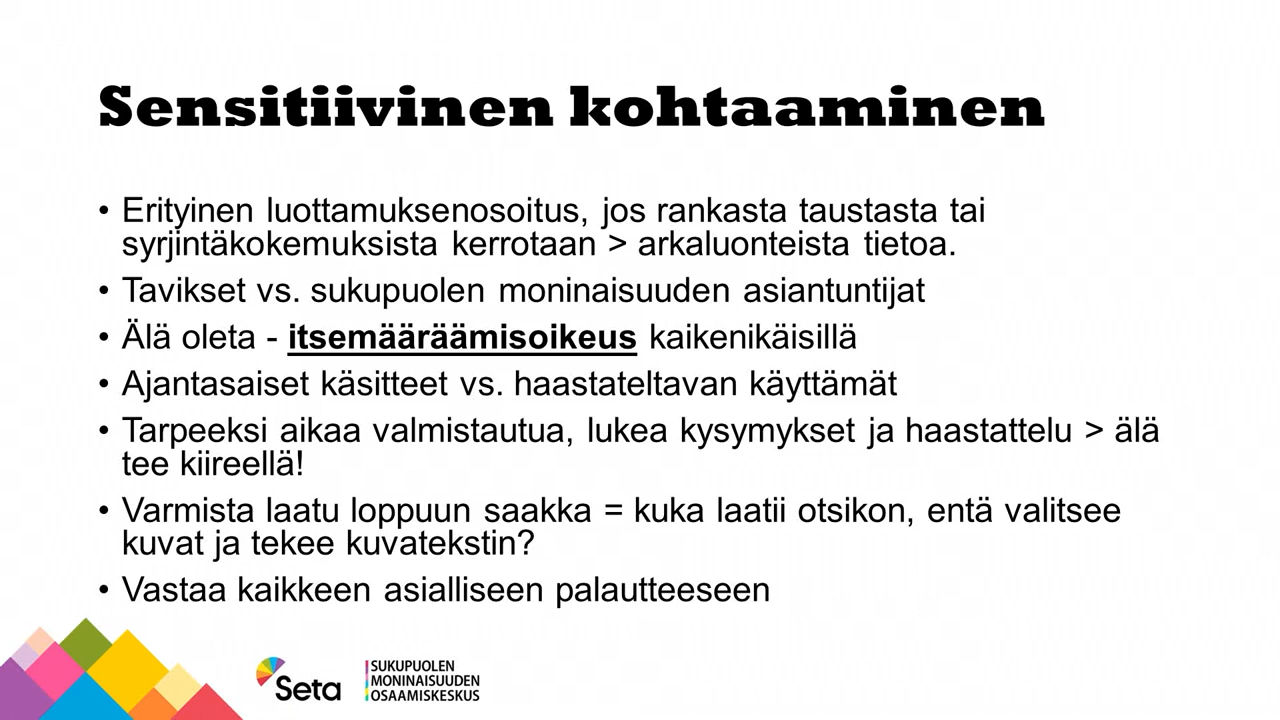 Sensitiivinen kohtaaminen
• Erityinen luottamuksenosoitus, jos rankasta taustasta tai
syrjintäkokemuksista kerrotaan > arkaluonteista tietoa.
• Tavikset vs. sukupuolen moninaisuuden asiantuntijat
• Älä oleta - itsemääräämisoikeus kaikenikäisillä
• Ajantasaiset käsitteet vs. haastateltavan käyttämät
• Tarpeeksi aikaa valmistautua, lukea kysymykset ja haastattelu > älä
tee kiireellä!
• Varmista laatu loppuun saakka = kuka laatii otsikon, entä valitsee
kuvat ja tekee kuvatekstin?
• Vastaa kaikkeen asialliseen palautteeseen
Seta
SUKUPUOLEN
MONINAISUUDEN
OSAAMISKESKUS